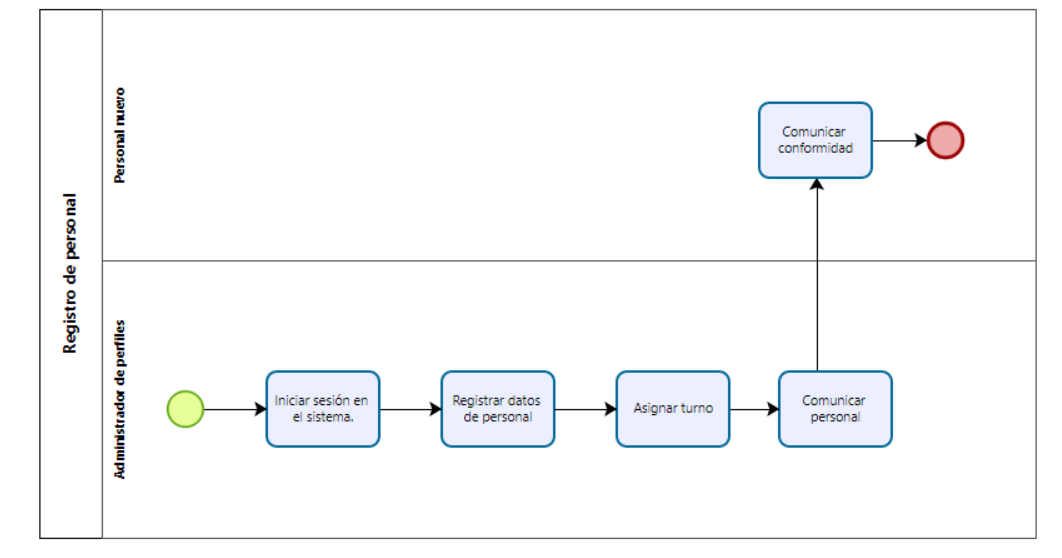 Registro de personal
Personal nuevo
Comunicar
conformidad
Administrador de perfiles
Iniciar sesión en
el sistema.
Registrar datos
de personal
Asignar turno
Comunicar
personal